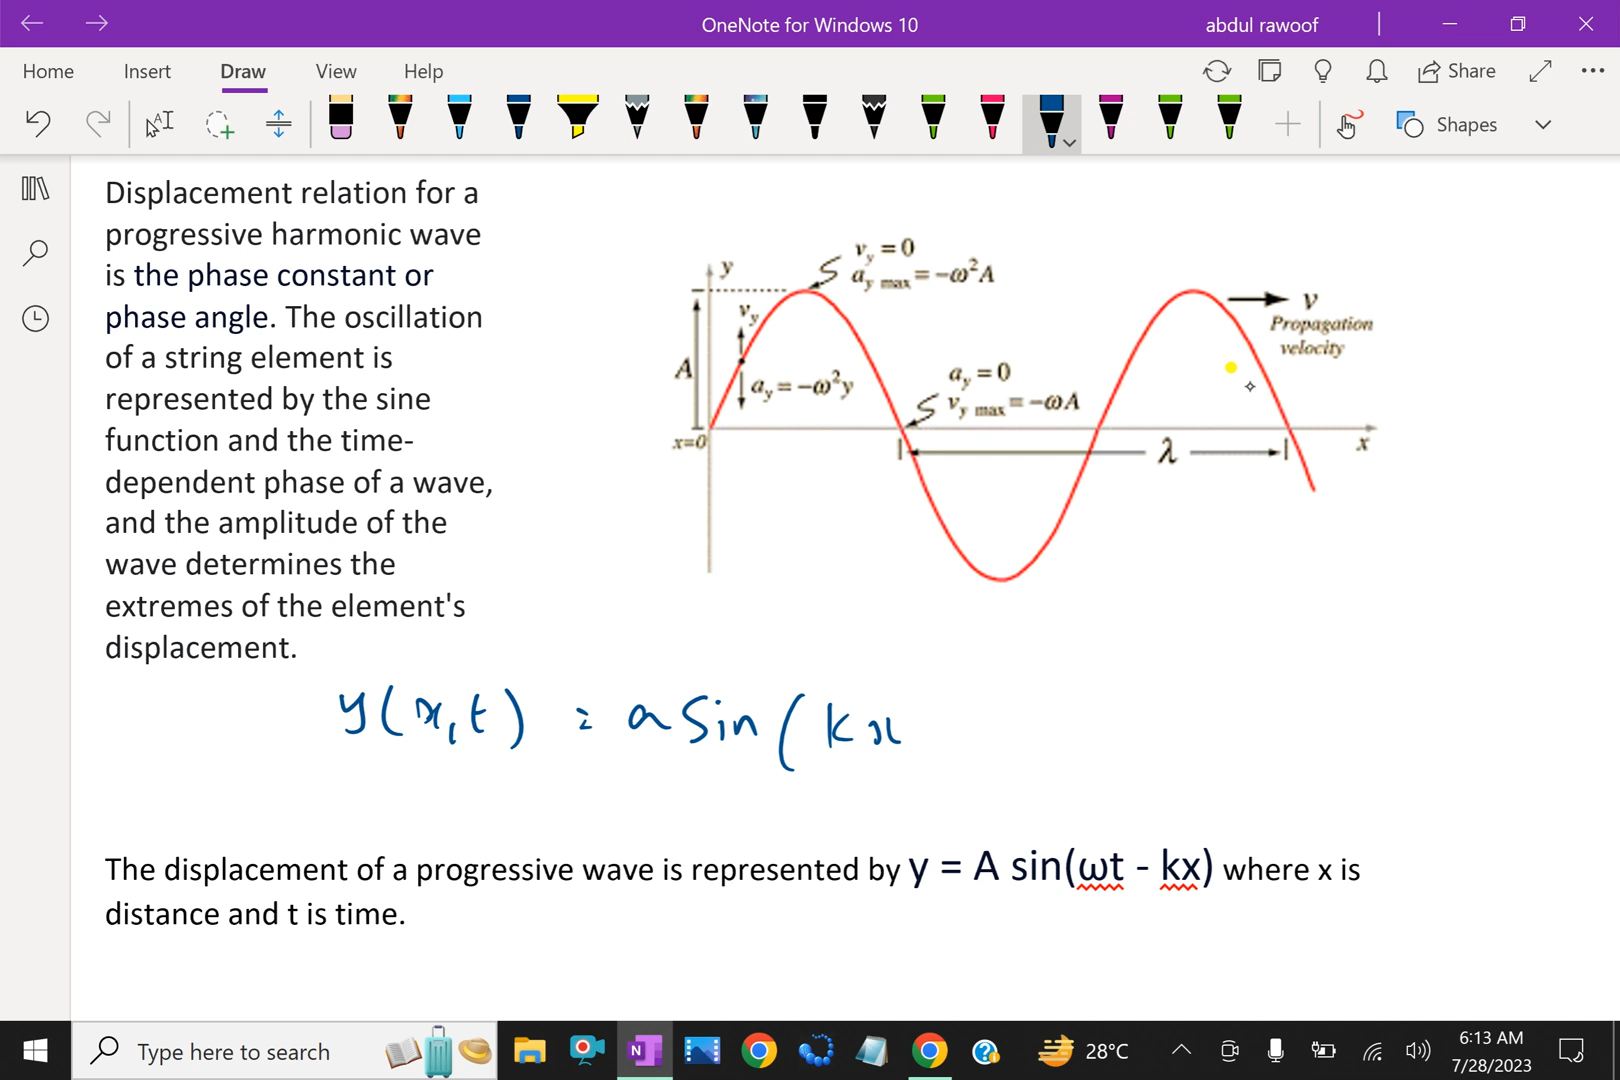 OneNote for Windows 10
abdul rawoof
Home Insert Draw View Help
Share
Shapes
Displacement relation for a
progressive harmonic wave
is the phase constant or
phase angle. The oscillation
of a string element is
represented by the sine
function and the time-
dependent phase of a wave,
and the amplitude of the
wave determines the
extremes of the element's
displacement.
v_y = 0
a_y max = -ω²A
y
v_y
A
a_y = -ω²y
x=0
a_y = 0
v_y max = -ωA
v
Propagation
velocity
λ
x
y(x,t) = a sin(kx
The displacement of a progressive wave is represented by y = A sin(ωt - kx) where x is
distance and t is time.
Type here to search
28°C
6:13 AM
7/28/2023